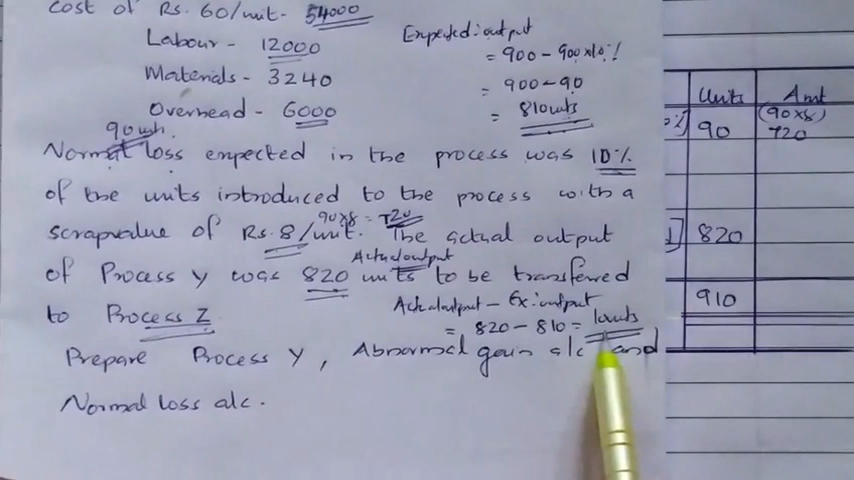 Cost of Rs. 60/unit - 54000
Labour - 12000
Materials - 3240
Overhead - 6000
Expected output
= 900 - 900x10%
= 900 - 90
= 810 units
90 units
Normal loss expected in the process was 10%
of the units introduced to the process with a
90x8 = 720
scrapvalue of Rs. 8/unit. The actual output
Actual output
of Process Y was 820 units to be transferred
to Process Z
Actual output - Ex: output
= 820 - 810 = 10 units
Prepare Process Y, Abnormal gain a/c and
Normal loss a/c.
Units Amt
(90x8)
%] 90 720
820
910